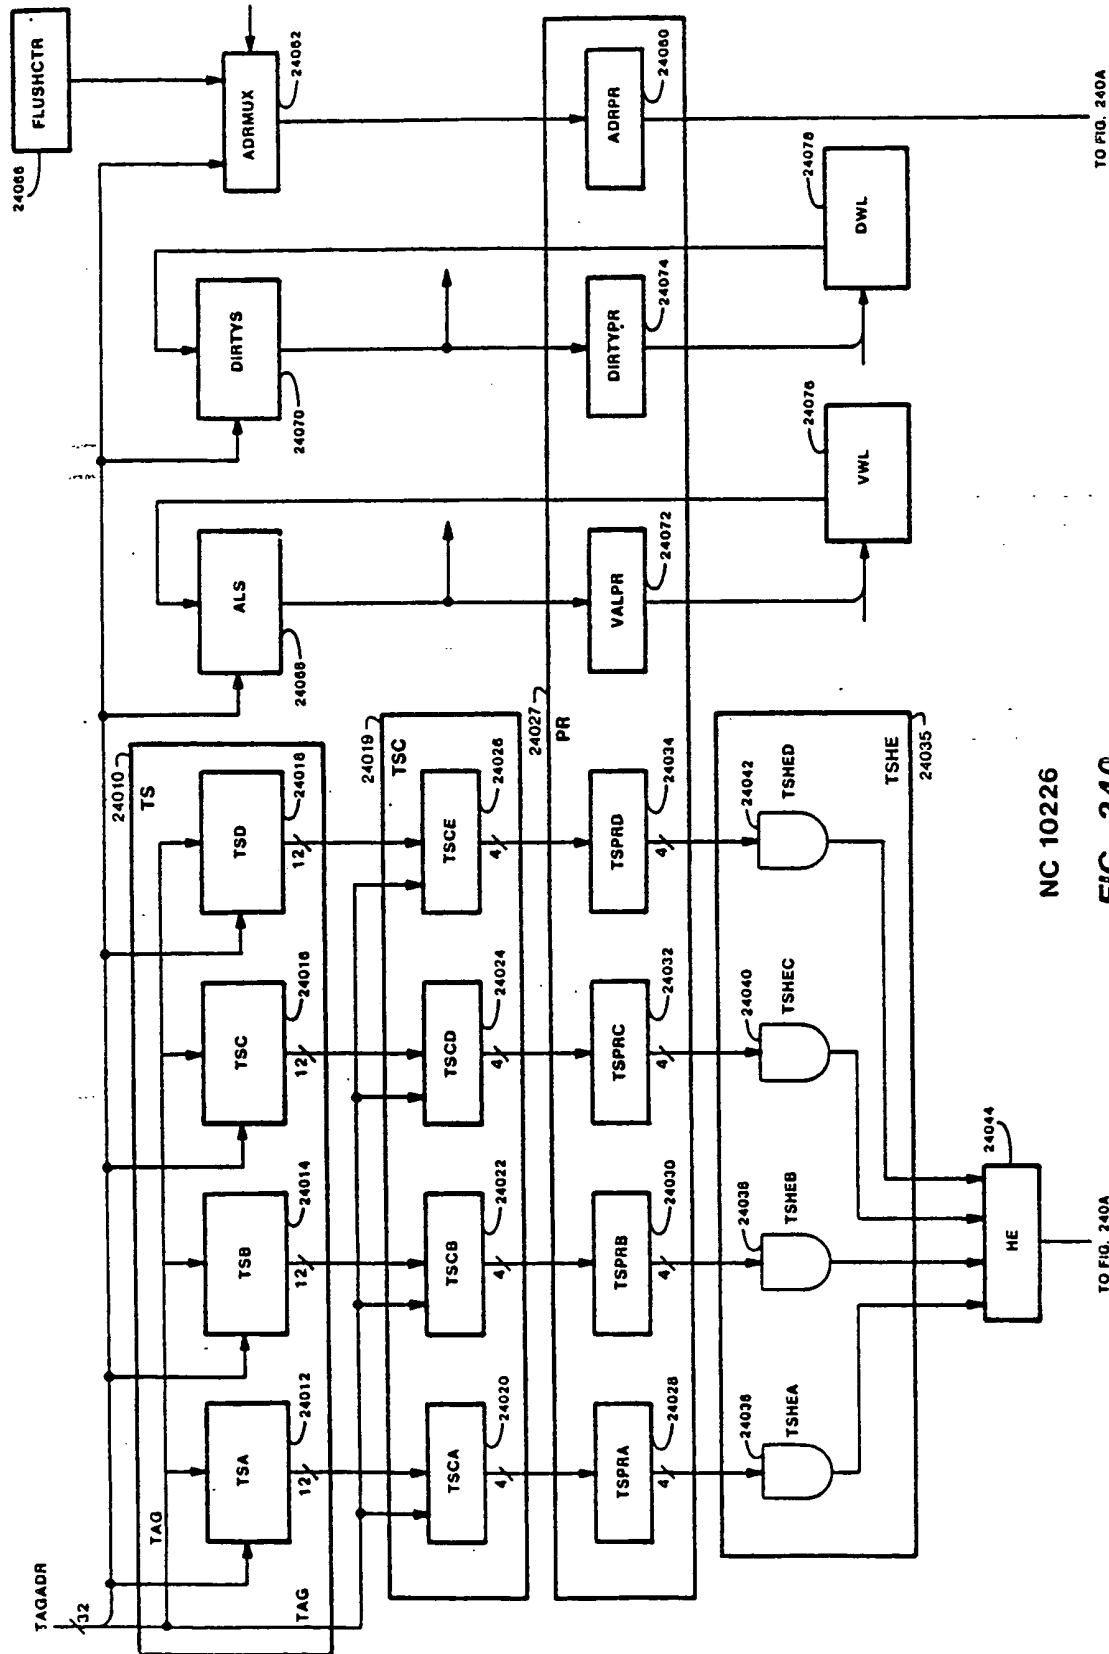 24066
FLUSHCTR
ADRMUX
24062
DIRTYS
24070
ALS
24068
24010
TS
TAGADR
32
TAG
TSA
24012
12
TSB
24014
12
TSC
24016
12
TSD
24018
12
TAG
24019
TSC
TSCA
24020
4
TSCB
24022
4
TSCD
24024
4
TSCE
24026
4
24027
PR
TSPRA
24028
4
TSPRB
24030
4
TSPRC
24032
4
TSPRD
24034
4
VALPR
24072
DIRTYPR
24074
ADRPR
24060
VWL
24076
DWL
24078
24036
TSHEA
24038
TSHEB
24040
TSHEC
24042
TSHED
TSHE
24035
HE
24044
TO FIG. 240A
TO FIG. 240A
NC 10226
FIG. 240